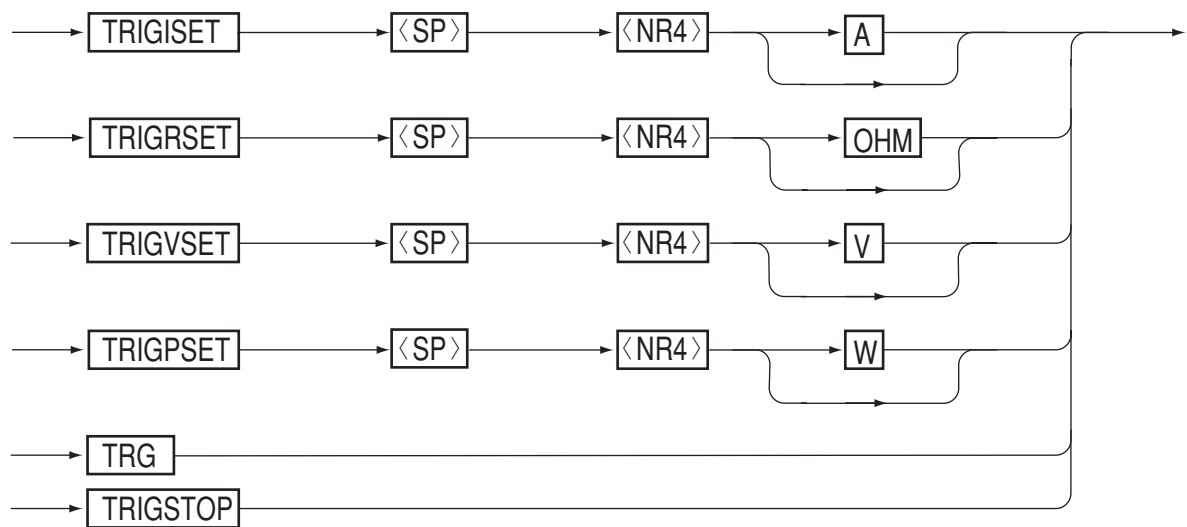 TRIGISET 〈SP〉 〈NR4〉 A
TRIGRSET 〈SP〉 〈NR4〉 OHM
TRIGVSET 〈SP〉 〈NR4〉 V
TRIGPSET 〈SP〉 〈NR4〉 W
TRG
TRIGSTOP